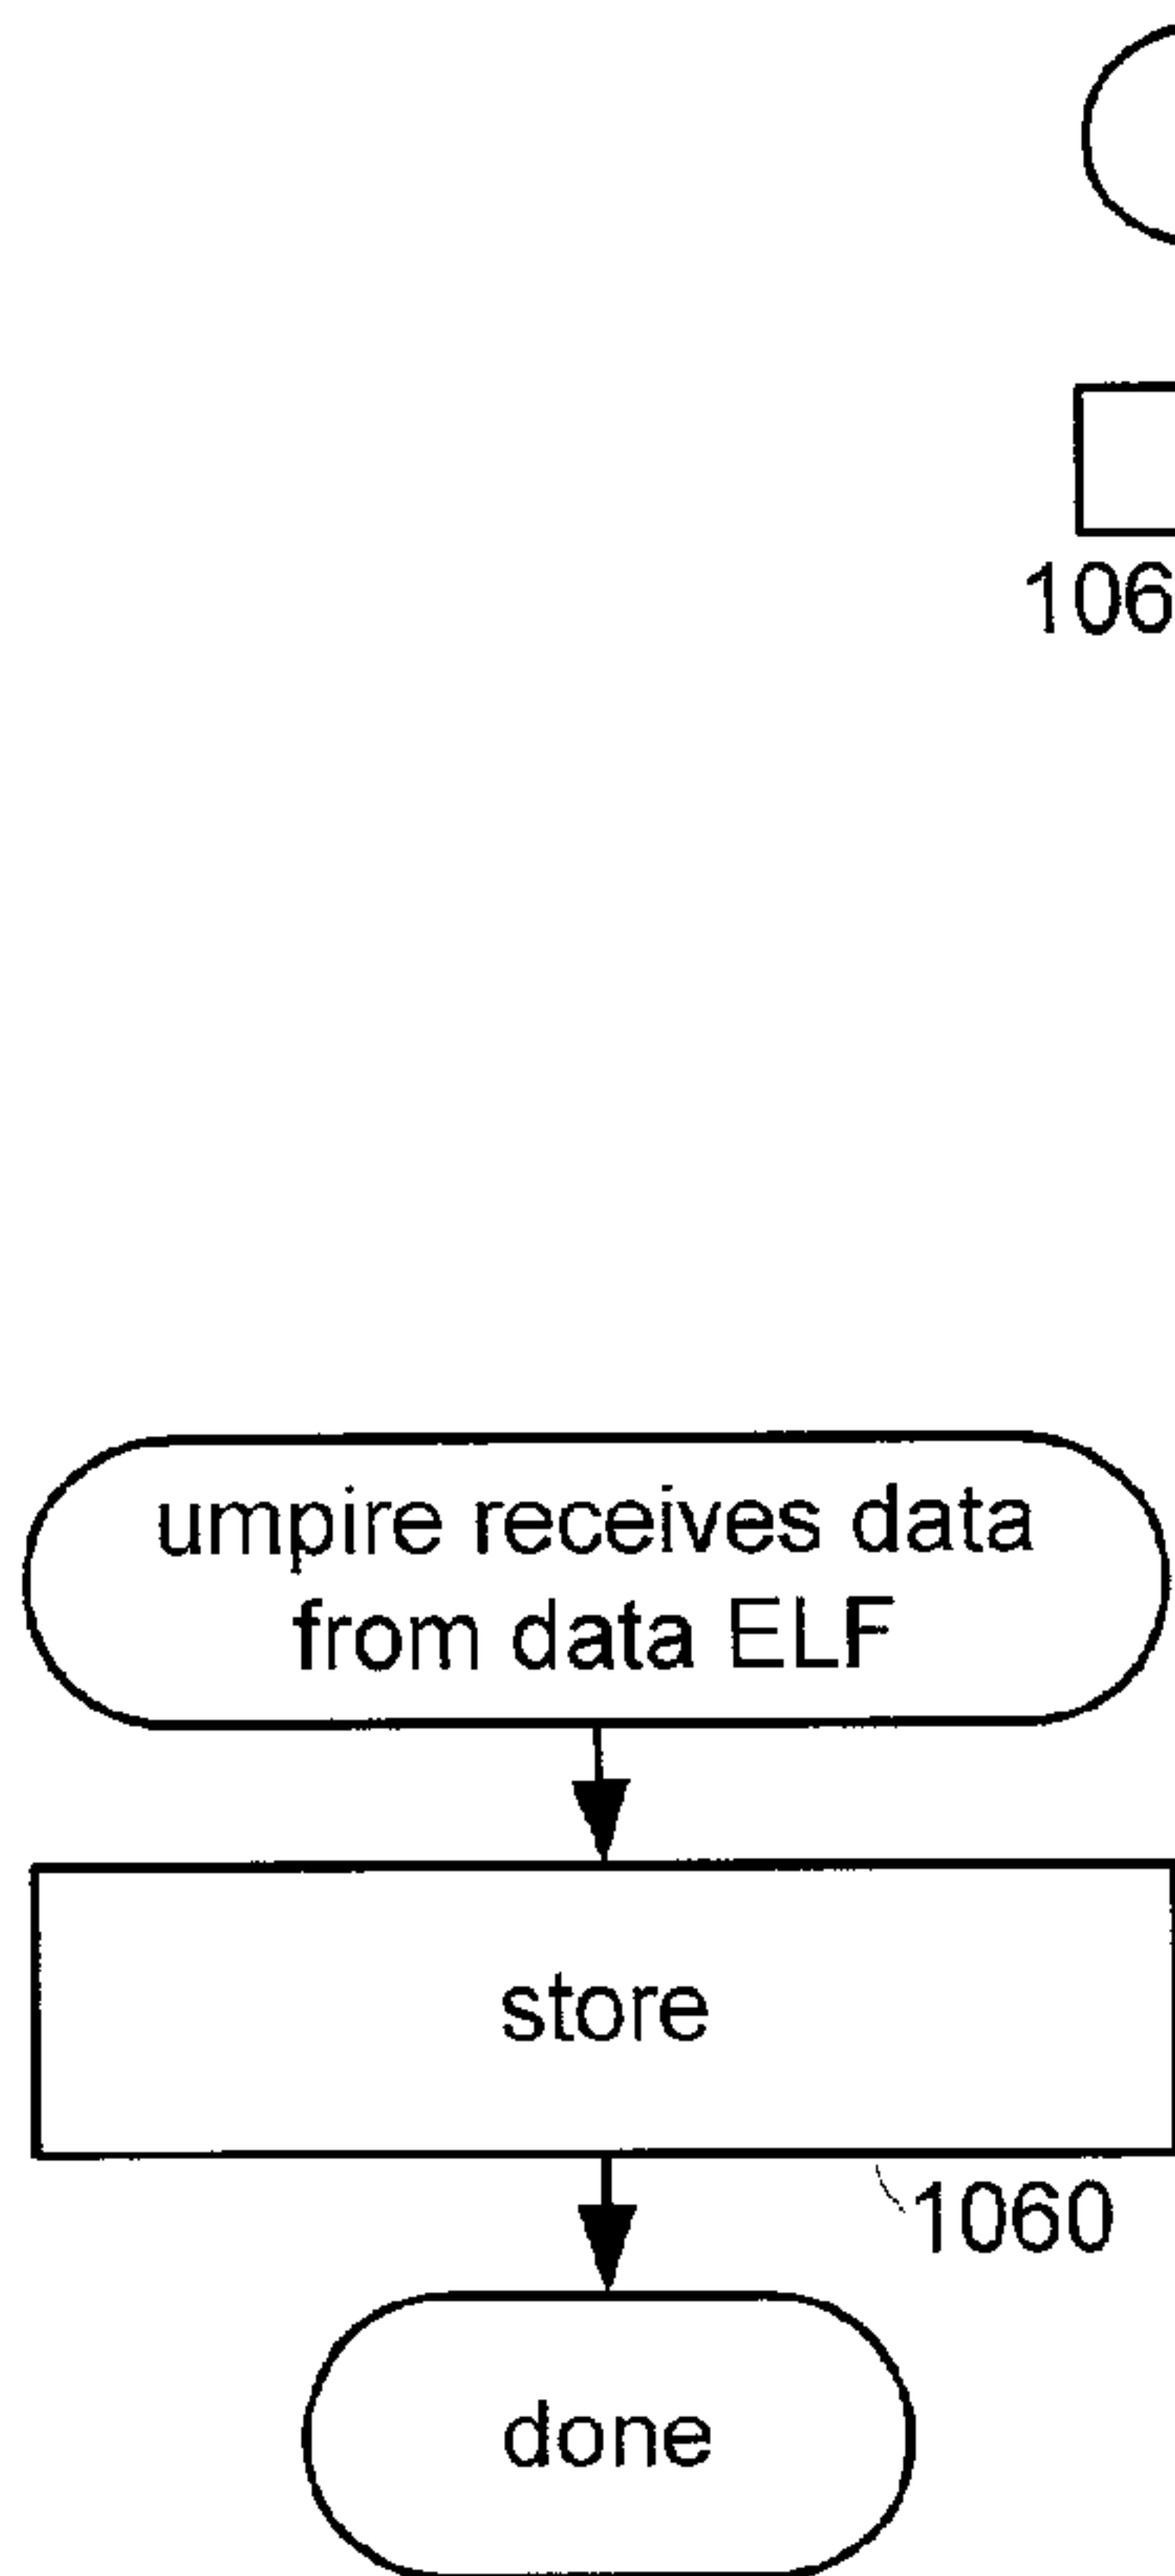 106
umpire receives data
from data ELF
store
1060
done